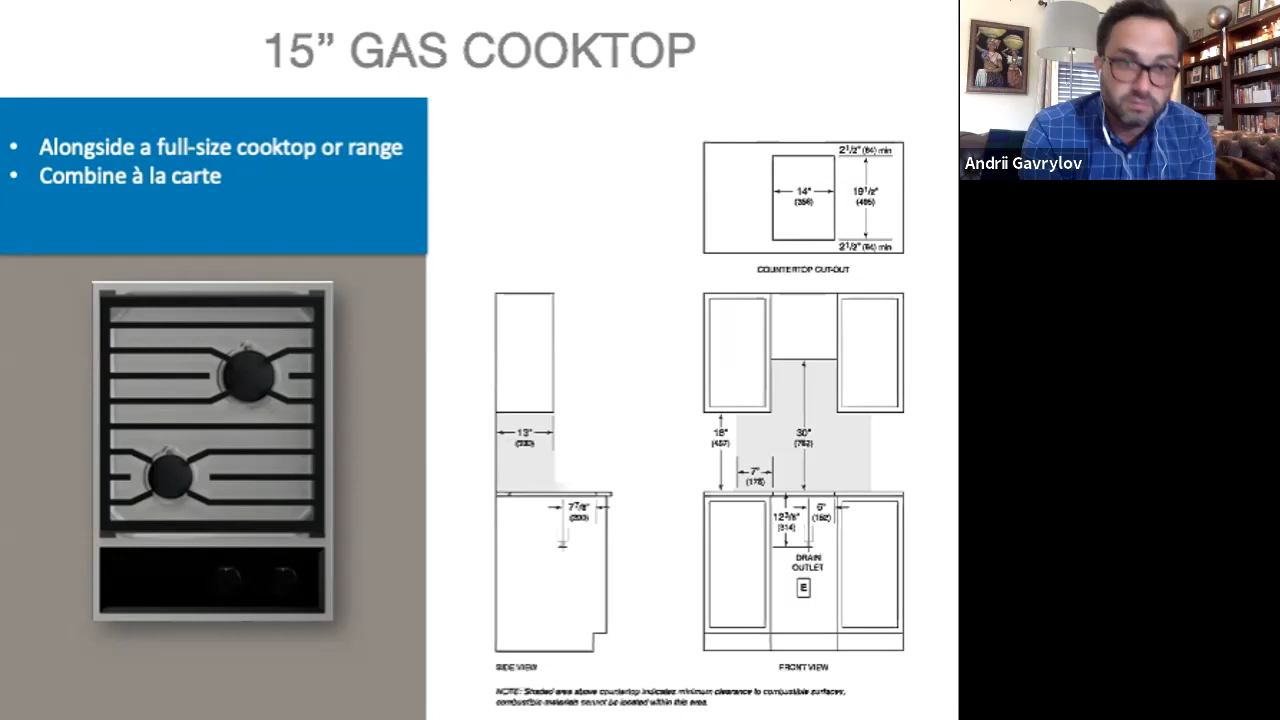 15” GAS COOKTOP
• Alongside a full-size cooktop or range
• Combine à la carte
Andrii Gavrylov
2 1/2" (64) min
14"
(356)
19 1/2"
(495)
2 1/2" (64) min
COUNTERTOP CUT-OUT
13"
(330)
18"
(457)
30"
(762)
7"
(178)
7 7/8"
(200)
12 3/8"
(314)
6"
(152)
DRAIN
OUTLET
E
SIDE VIEW
FRONT VIEW
NOTE: Shaded area above countertop indicates minimum clearance to combustible surfaces,
combustible materials cannot be located within this area.